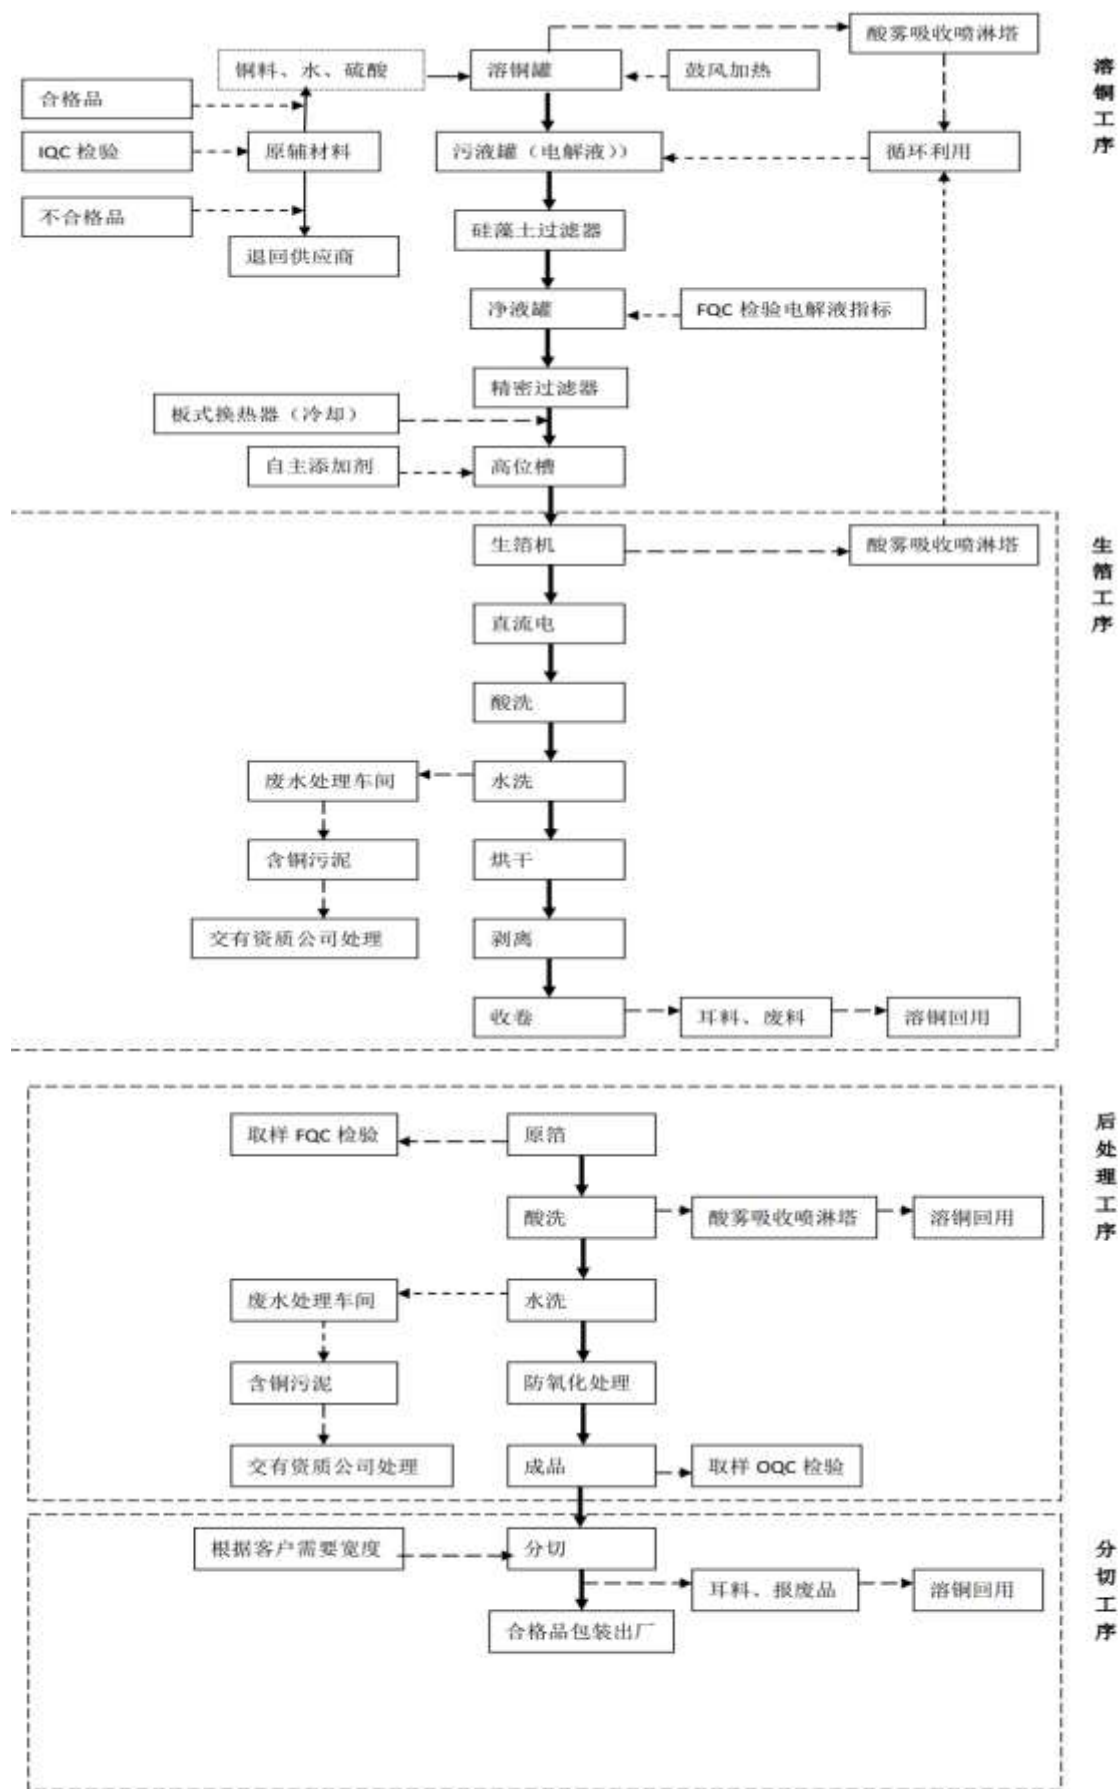 酸雾吸收喷淋塔
铜料、水、硫酸
溶铜罐
鼓风加热
合格品
IQC 检验
原辅材料
污液罐（电解液））
循环利用
不合格品
硅藻土过滤器
退回供应商
净液罐
FQC 检验电解液指标
精密过滤器
板式换热器（冷却）
自主添加剂
高位槽
溶铜工序
生箔机
酸雾吸收喷淋塔
直流电
酸洗
废水处理车间
水洗
含铜污泥
烘干
交有资质公司处理
剥离
收卷
耳料、废料
溶铜回用
生箔工序
取样 FQC 检验
原箔
酸洗
酸雾吸收喷淋塔
溶铜回用
废水处理车间
水洗
含铜污泥
防氧化处理
交有资质公司处理
成品
取样 OQC 检验
后处理工序
根据客户需要宽度
分切
耳料、报废品
溶铜回用
合格品包装出厂
分切工序